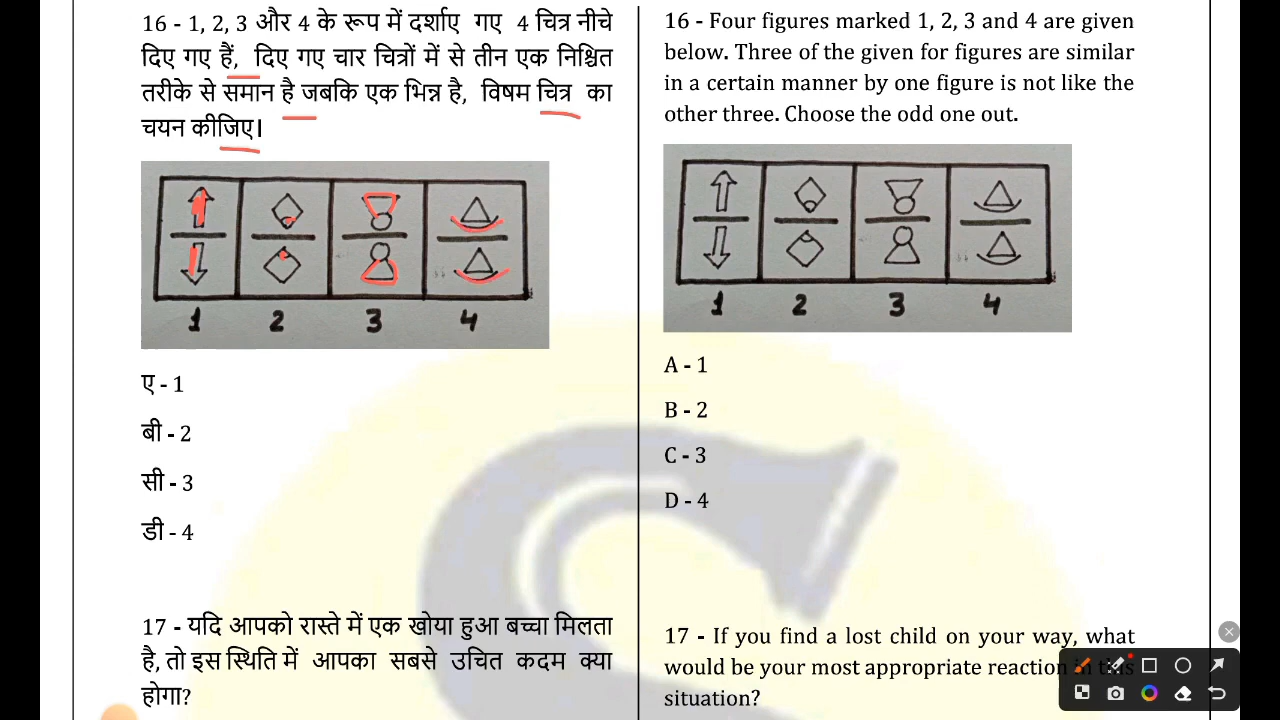 16 - 1, 2, 3 और 4 के रूप में दर्शाए गए 4 चित्र नीचे
दिए गए हैं, दिए गए चार चित्रों में से तीन एक निश्चित
तरीके से समान है जबकि एक भिन्न है, विषम चित्र का
चयन कीजिए।
1 2 3 4
ए - 1
बी - 2
सी - 3
डी - 4
17 - यदि आपको रास्ते में एक खोया हुआ बच्चा मिलता
है, तो इस स्थिति में आपका सबसे उचित कदम क्या
होगा?
16 - Four figures marked 1, 2, 3 and 4 are given
below. Three of the given for figures are similar
in a certain manner by one figure is not like the
other three. Choose the odd one out.
1 2 3 4
A - 1
B - 2
C - 3
D - 4
17 - If you find a lost child on your way, what
would be your most appropriate reaction in this
situation?